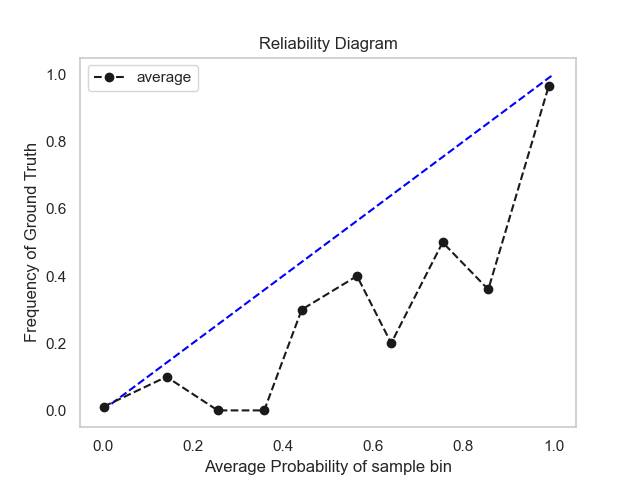 Reliability Diagram
average
Frequency of Ground Truth
1.0
0.8
0.6
0.4
0.2
0.0
0.0 0.2 0.4 0.6 0.8 1.0
Average Probability of sample bin